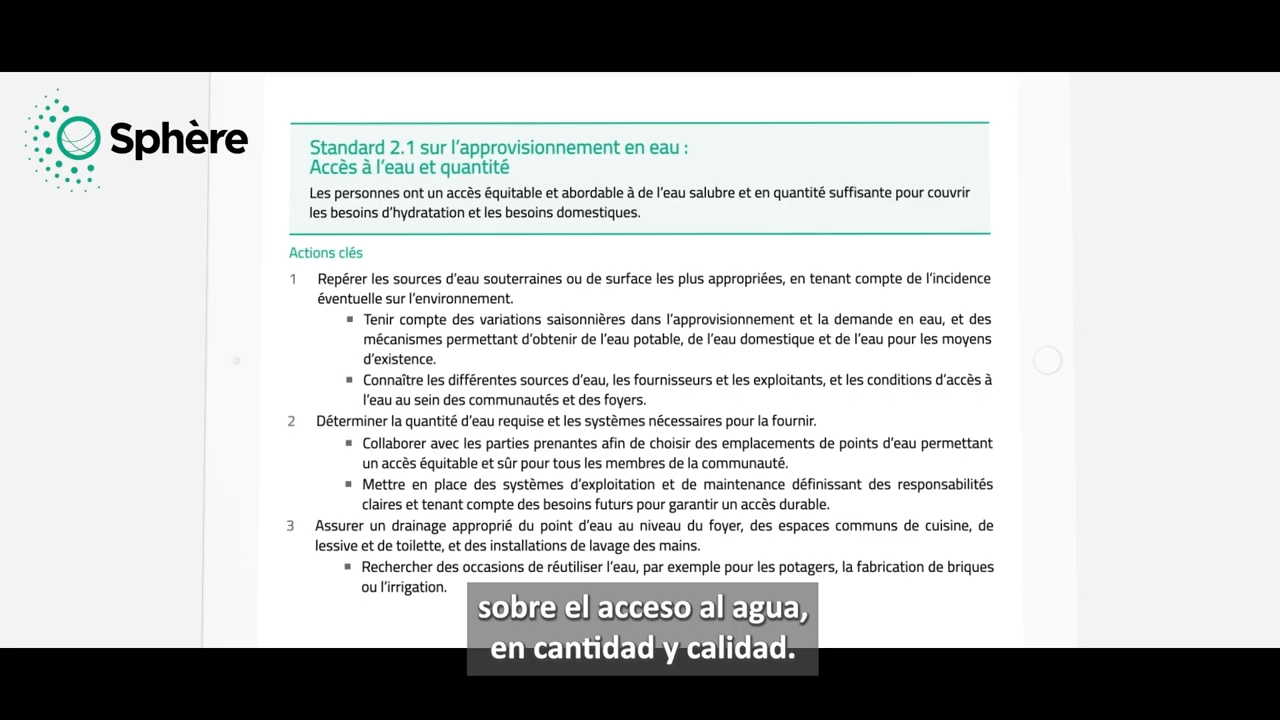 Sphère
Standard 2.1 sur l'approvisionnement en eau :
Accès à l'eau et quantité
Les personnes ont un accès équitable et abordable à de l'eau salubre et en quantité suffisante pour couvrir
les besoins d'hydratation et les besoins domestiques.
Actions clés
1 Repérer les sources d'eau souterraines ou de surface les plus appropriées, en tenant compte de l'incidence
éventuelle sur l'environnement.
▪ Tenir compte des variations saisonnières dans l'approvisionnement et la demande en eau, et des
mécanismes permettant d'obtenir de l'eau potable, de l'eau domestique et de l'eau pour les moyens
d'existence.
▪ Connaître les différentes sources d'eau, les fournisseurs et les exploitants, et les conditions d'accès à
l'eau au sein des communautés et des foyers.
2 Déterminer la quantité d'eau requise et les systèmes nécessaires pour la fournir.
▪ Collaborer avec les parties prenantes afin de choisir des emplacements de points d'eau permettant
un accès équitable et sûr pour tous les membres de la communauté.
▪ Mettre en place des systèmes d'exploitation et de maintenance définissant des responsabilités
claires et tenant compte des besoins futurs pour garantir un accès durable.
3 Assurer un drainage approprié du point d'eau au niveau du foyer, des espaces communs de cuisine, de
lessive et de toilette, et des installations de lavage des mains.
▪ Rechercher des occasions de réutiliser l'eau, par exemple pour les potagers, la fabrication de briques
ou l'irrigation.
sobre el acceso al agua,
en cantidad y calidad.